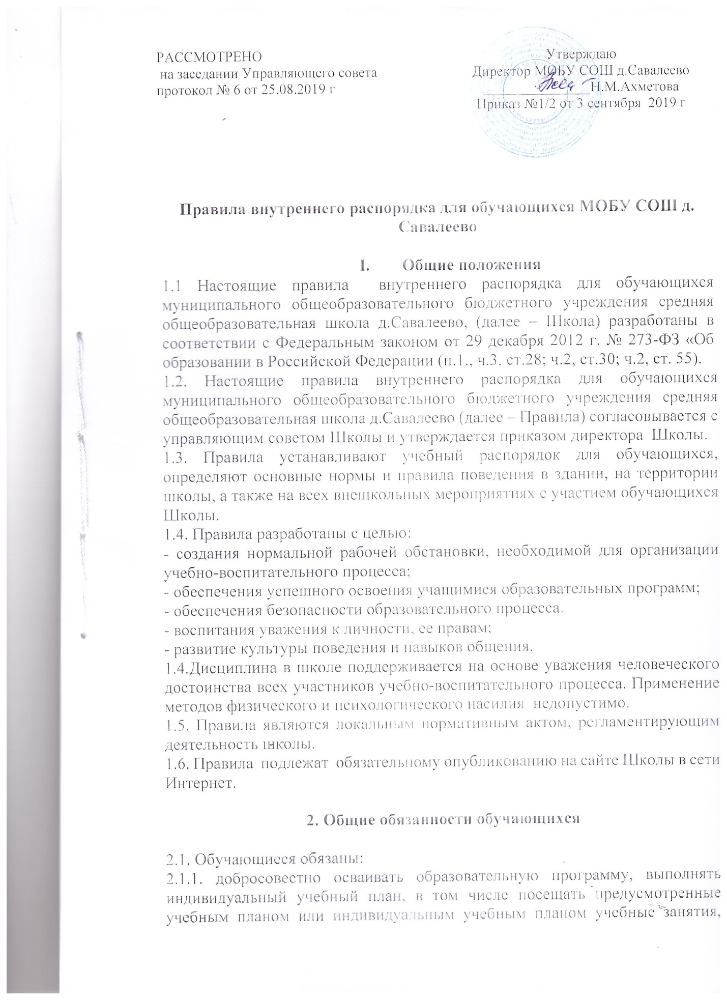 РАССМОТРЕНО
на заседании Управляющего совета
протокол № 6 от 25.08.2019 г
Утверждаю
Директор МОБУ СОШ д.Савалеево
_______________Н.М.Ахметова
Приказ №1/2 от 3 сентября 2019 г
Правила внутреннего распорядка для обучающихся МОБУ СОШ д.
Савалеево
I. Общие положения
1.1 Настоящие правила внутреннего распорядка для обучающихся
муниципального общеобразовательного бюджетного учреждения средняя
общеобразовательная школа д.Савалеево, (далее – Школа) разработаны в
соответствии с Федеральным законом от 29 декабря 2012 г. № 273-ФЗ «Об
образовании в Российской Федерации (п.1., ч.3, ст.28; ч.2, ст.30; ч.2, ст. 55).
1.2. Настоящие правила внутреннего распорядка для обучающихся
муниципального общеобразовательного бюджетного учреждения средняя
общеобразовательная школа д.Савалеево (далее – Правила) согласовывается с
управляющим советом Школы и утверждается приказом директора Школы.
1.3. Правила устанавливают учебный распорядок для обучающихся,
определяют основные нормы и правила поведения в здании, на территории
школы, а также на всех внешкольных мероприятиях с участием обучающихся
Школы.
1.4. Правила разработаны с целью:
- создания нормальной рабочей обстановки, необходимой для организации
учебно-воспитательного процесса;
- обеспечения успешного освоения учащимися образовательных программ;
- обеспечения безопасности образовательного процесса.
- воспитания уважения к личности, ее правам;
- развитие культуры поведения и навыков общения.
1.4.Дисциплина в школе поддерживается на основе уважения человеческого
достоинства всех участников учебно-воспитательного процесса. Применение
методов физического и психологического насилия недопустимо.
1.5. Правила являются локальным нормативным актом, регламентирующим
деятельность школы.
1.6. Правила подлежат обязательному опубликованию на сайте Школы в сети
Интернет.
2. Общие обязанности обучающихся
2.1. Обучающиеся обязаны:
2.1.1. добросовестно осваивать образовательную программу, выполнять
индивидуальный учебный план, в том числе посещать предусмотренные
учебным планом или индивидуальным учебным планом учебные занятия,